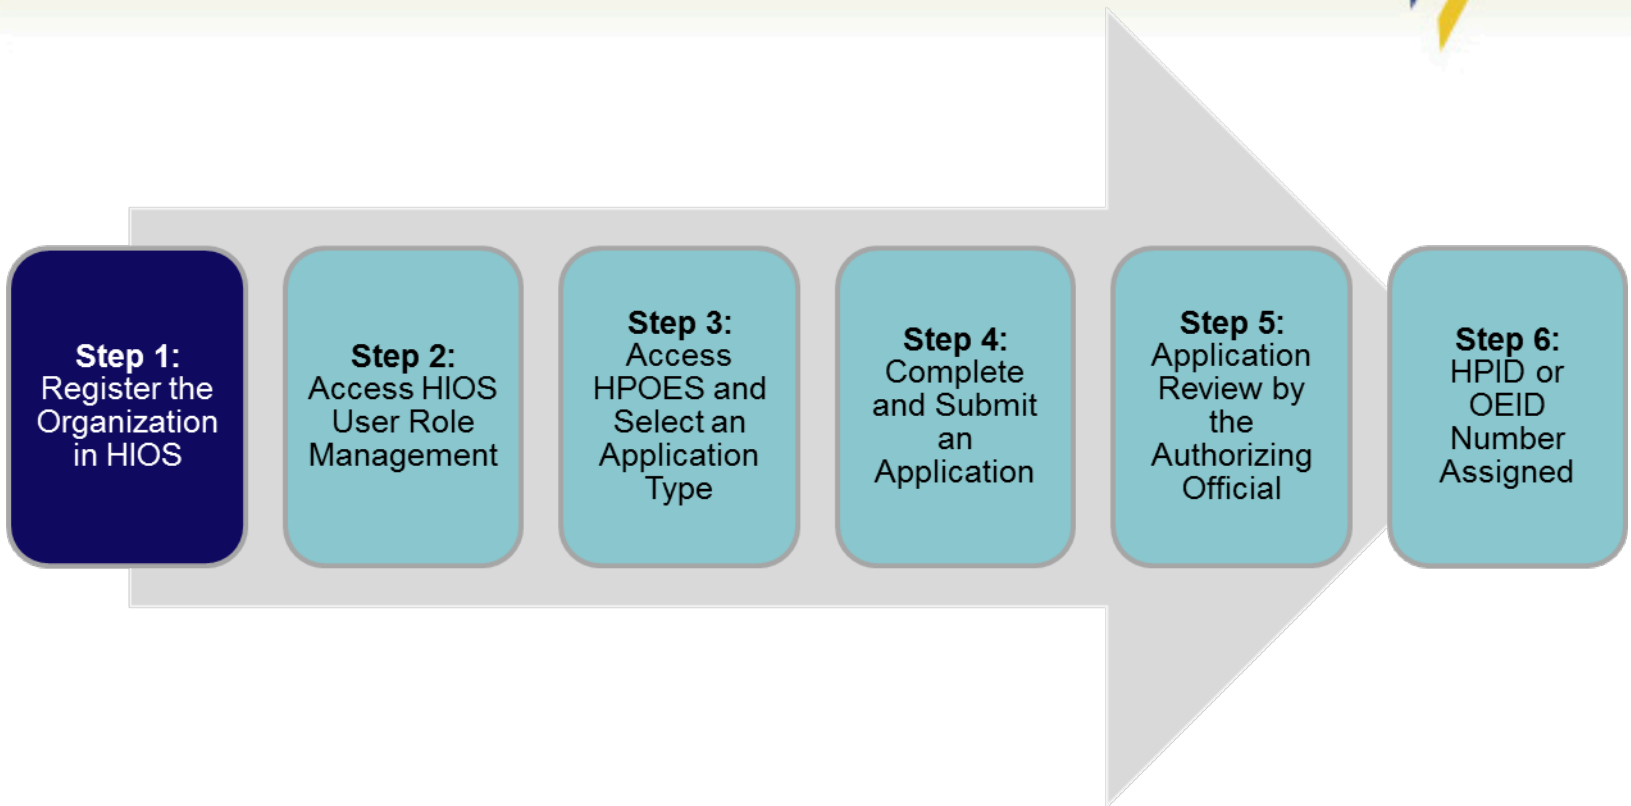 Step 1:
Register the
Organization
in HIOS
Step 2:
Access HIOS
User Role
Management
Step 3:
Access
HPOES and
Select an
Application
Type
Step 4:
Complete
and Submit
an
Application
Step 5:
Application
Review by
the
Authorizing
Official
Step 6:
HPID or
OEID
Number
Assigned